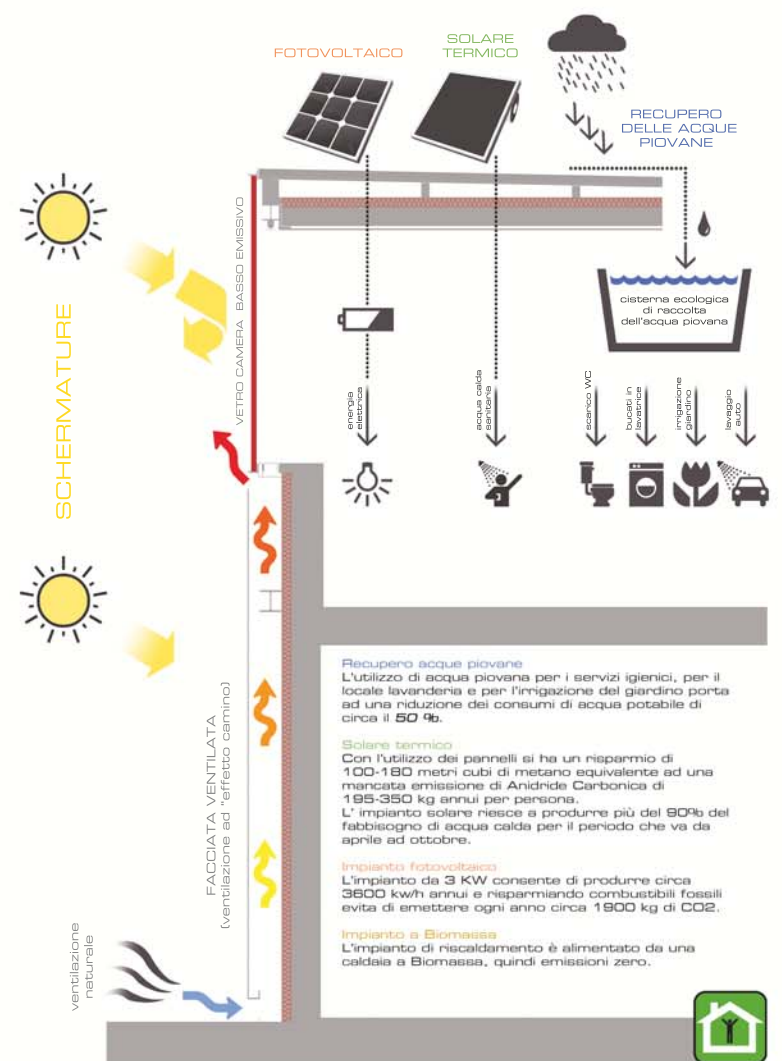 FOTOVOLTAICO
SOLARE
TERMICO
RECUPERO
DELLE ACQUE
PIOVANE
SCHERMATURE
VETRO CAMERA BASSO EMISSIVO
cisterna ecologica
di raccolta
dell'acqua piovana
energia
elettrica
acqua calda
sanitaria
scarico WC
bucati in
lavatrice
irrigazione
giardino
lavaggio
auto
FACCIATA VENTILATA
(ventilazione ad "effetto camino)
ventilazione
naturale
Recupero acque piovane
L'utilizzo di acqua piovana per i servizi igienici, per il
locale lavanderia e per l'irrigazione del giardino porta
ad una riduzione dei consumi di acqua potabile di
circa il 50 %.
Solare termico
Con l'utilizzo dei pannelli si ha un risparmio di
100-180 metri cubi di metano equivalente ad una
mancata emissione di Anidride Carbonica di
195-350 kg annui per persona.
L' impianto solare riesce a produrre più del 90% del
fabbisogno di acqua calda per il periodo che va da
aprile ad ottobre.
Impianto fotovoltaico
L'impianto da 3 KW consente di produrre circa
3600 kw/h annui e risparmiando combustibili fossili
evita di emettere ogni anno circa 1900 kg di CO2.
Impianto a Biomassa
L'impianto di riscaldamento è alimentato da una
caldaia a Biomassa, quindi emissioni zero.